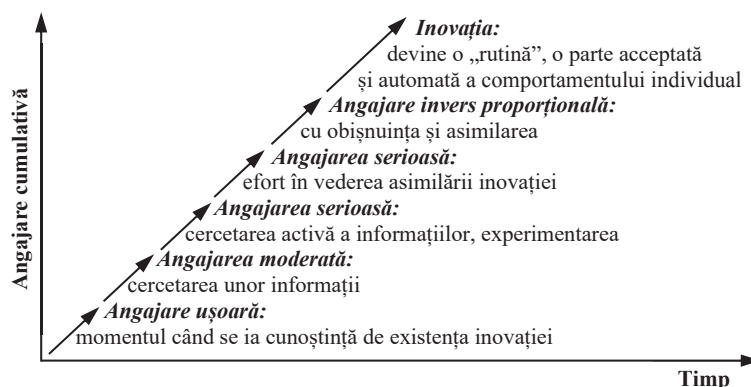 Inovația:
devine o „rutină”, o parte acceptată
și automată a comportamentului individual
Angajare invers proporțională:
cu obișnuința și asimilarea
Angajarea serioasă:
efort în vederea asimilării inovației
Angajarea serioasă:
cercetarea activă a informațiilor, experimentarea
Angajarea moderată:
cercetarea unor informații
Angajare ușoară:
momentul când se ia cunoștință de existența inovației
Angajare cumulativă
Timp